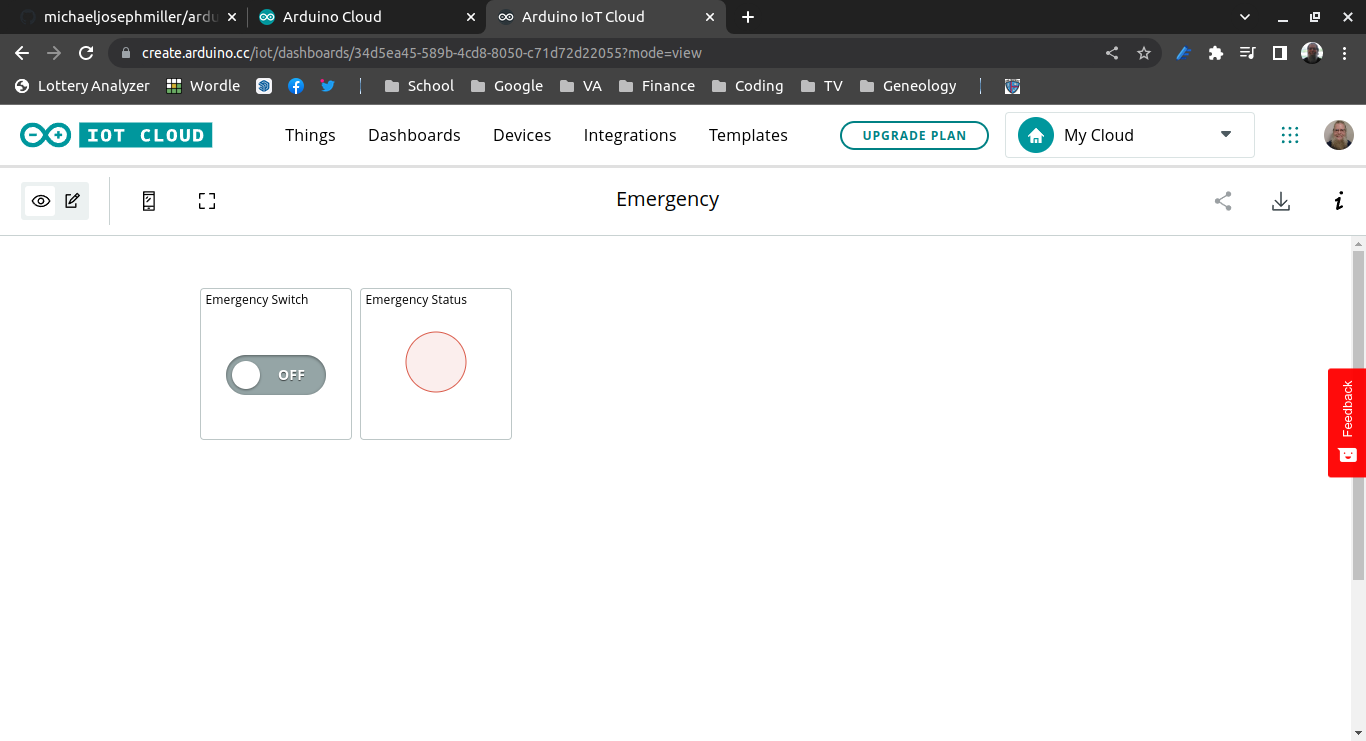 michaeljosephmiller/ardu
Arduino Cloud
Arduino IoT Cloud
create.arduino.cc/iot/dashboards/34d5ea45-589b-4cd8-8050-c71d72d22055?mode=view
Lottery Analyzer
Wordle
School
Google
VA
Finance
Coding
TV
Geneology
IOT CLOUD
Things
Dashboards
Devices
Integrations
Templates
UPGRADE PLAN
My Cloud
Emergency
Emergency Switch
Emergency Status
OFF
Feedback